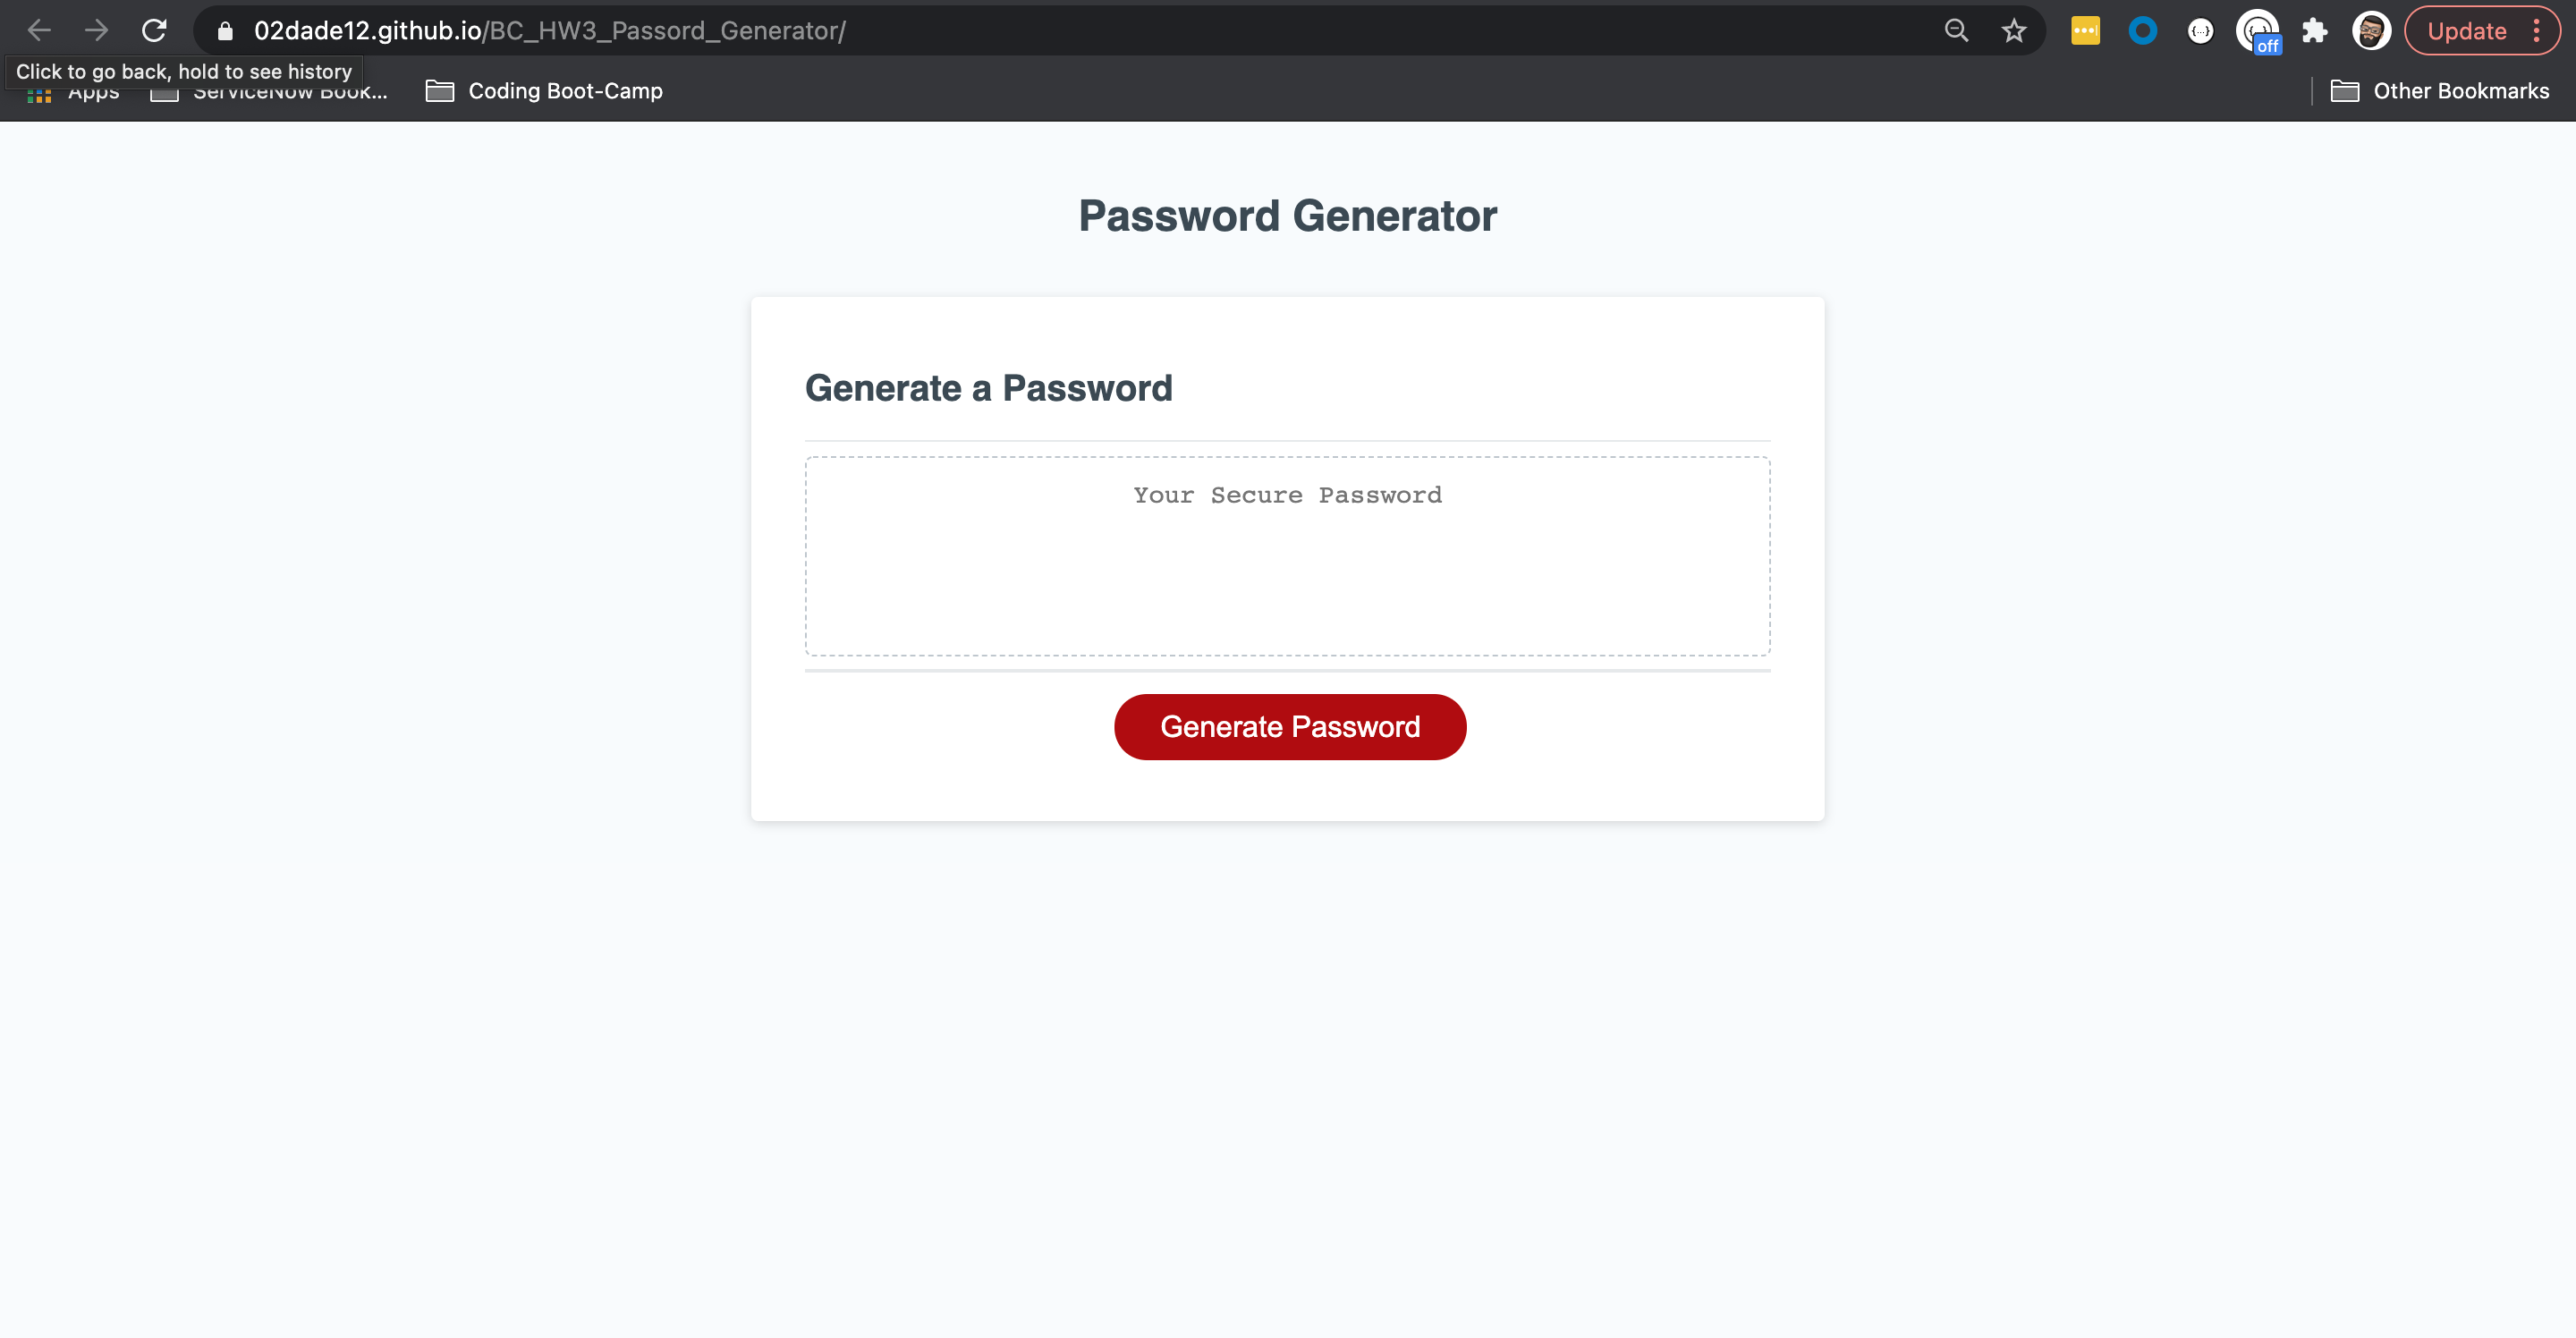 02dade12.github.io/BC_HW3_Passord_Generator/
off
Update
Click to go back, hold to see history
Apps
ServiceNow Book...
Coding Boot-Camp
Other Bookmarks
Password Generator
Generate a Password
Your Secure Password
Generate Password